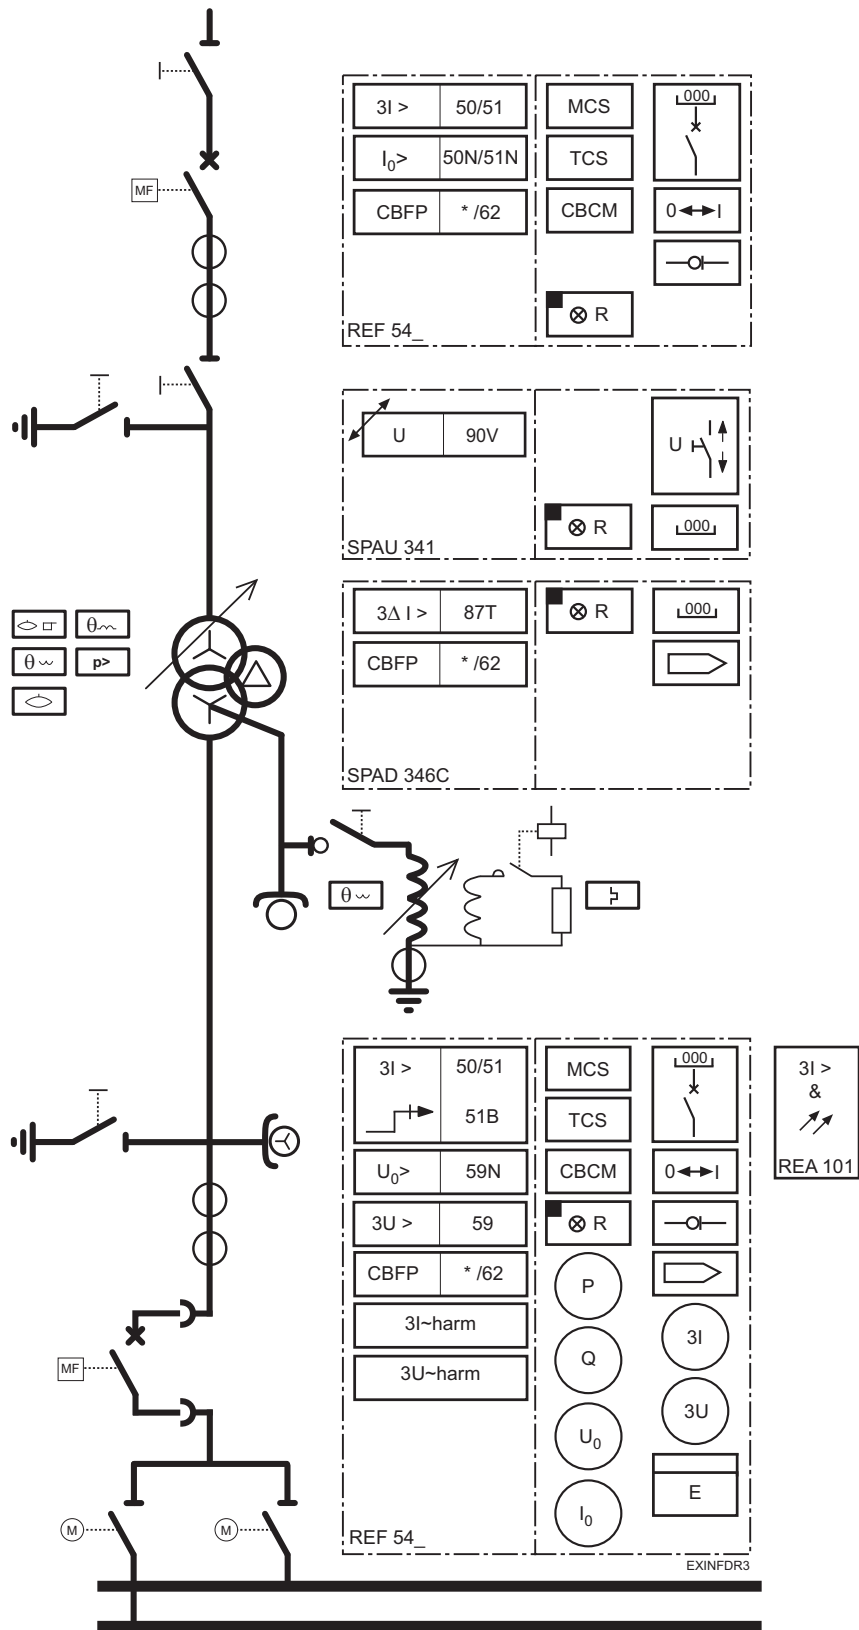 3I > 50/51
I0> 50N/51N
CBFP * /62
MCS
TCS
CBCM
000
0 I
R
REF 54_
MF
U 90V
U
I
R
000
SPAU 341
3Δ I > 87T
CBFP * /62
R
000
SPAD 346C
θ
θ
p>
θ
3I > 50/51
51B
U0> 59N
3U > 59
CBFP * /62
3I~harm
3U~harm
MCS
TCS
CBCM
R
000
0 I
P
Q
U0
I0
3I
3U
E
REF 54_
3I >
&
REA 101
MF
M
M
EXINFDR3